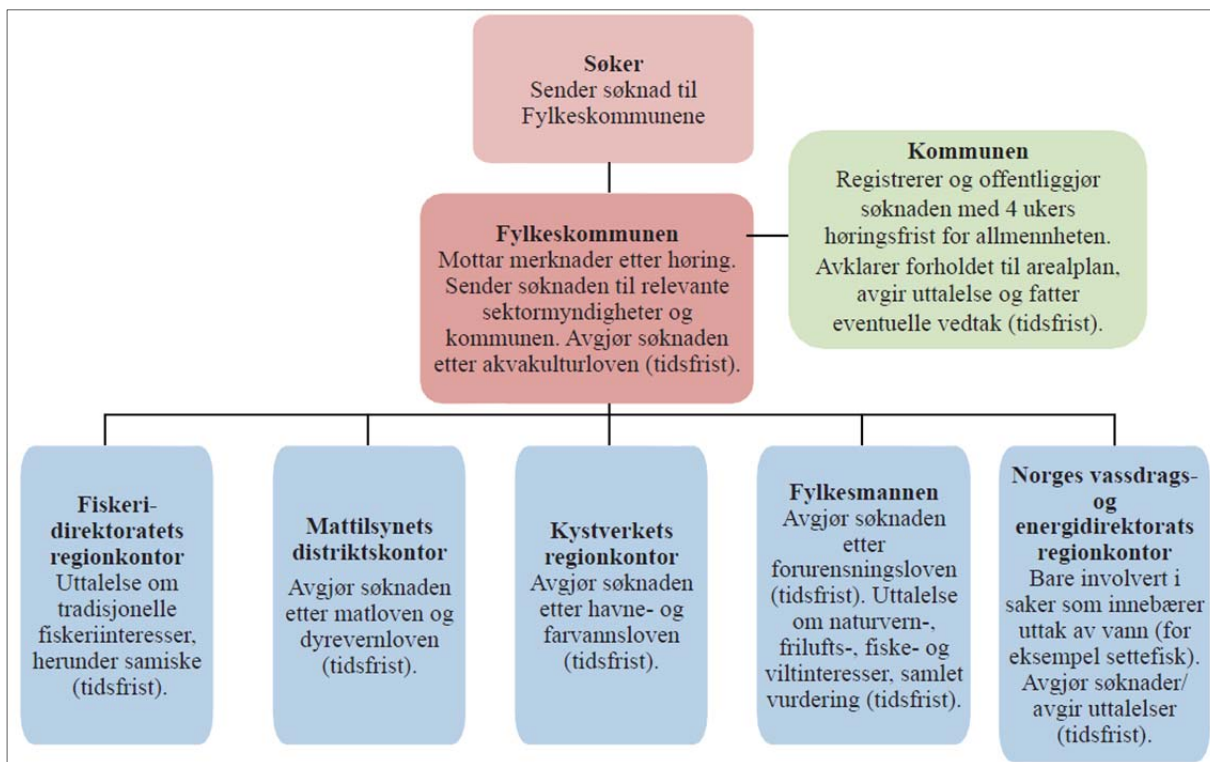 Søker
Sender søknad til
Fylkeskommunene
Kommunen
Registrerer og offentliggjør
søknaden med 4 ukers
høringsfrist for allmennheten.
Avklarer forholdet til arealplan,
avgir uttalelse og fatter
eventuelle vedtak (tidsfrist).
Fylkeskommunen
Mottar merknader etter høring.
Sender søknaden til relevante
sektormyndigheter og
kommunen. Avgjør søknaden
etter akvakulturloven (tidsfrist).
Fiskeri-
direktoratets
regionkontor
Uttalelse om
tradisjonelle
fiskeriinteresser,
herunder samiske
(tidsfrist).
Mattilsynets
distriktskontor
Avgjør søknaden
etter matloven og
dyrevernloven
(tidsfrist).
Kystverkets
regionkontor
Avgjør søknaden
etter havne- og
farvannsloven
(tidsfrist).
Fylkesmannen
Avgjør søknaden
etter
forurensningsloven
(tidsfrist). Uttalelse
om naturvern-,
frilufts-, fiske- og
viltinteresser, samlet
vurdering (tidsfrist).
Norges vassdrags-
og
energidirektorats
regionkontor
Bare involvert i
saker som innebærer
uttak av vann (for
eksempel settefisk).
Avgjør søknader/
avgir uttalelser
(tidsfrist).